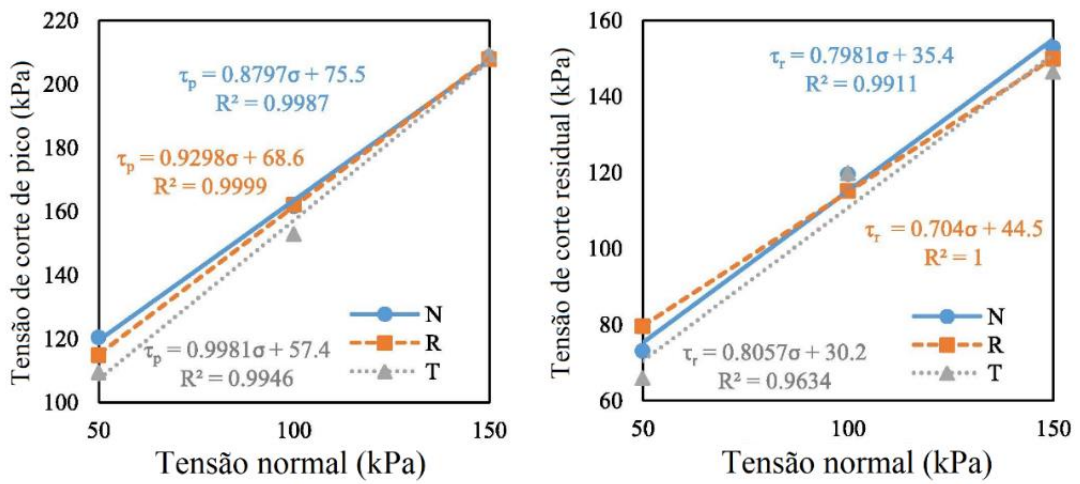 220
200
180
160
140
120
100
50
100
150
Tensão de corte de pico (kPa)
Tensão normal (kPa)
τp = 0.8797σ + 75.5
R² = 0.9987
τp = 0.9298σ + 68.6
R² = 0.9999
τp = 0.9981σ + 57.4
R² = 0.9946
N
R
T
160
140
120
100
80
60
50
100
150
Tensão de corte residual (kPa)
Tensão normal (kPa)
τr = 0.7981σ + 35.4
R² = 0.9911
τr = 0.704σ + 44.5
R² = 1
τr = 0.8057σ + 30.2
R² = 0.9634
N
R
T